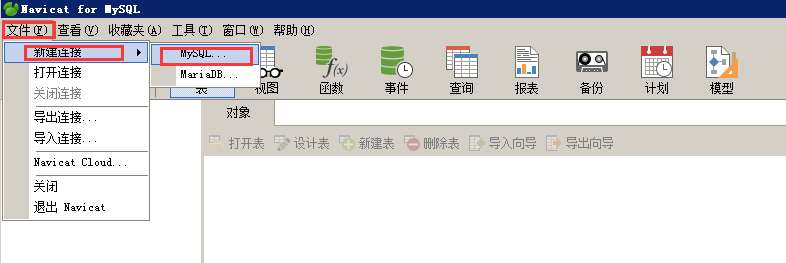 Navicat for MySQL
文件(F) 查看(V) 收藏夹(A) 工具(T) 窗口(W) 帮助(H)
新建连接
MySQL...
打开连接
MariaDB...
关闭连接
表 视图 函数 事件 查询 报表 备份 计划 模型
f(x)
对象
导出连接...
导入连接...
打开表 设计表 新建表 删除表 导入向导 导出向导
Navicat Cloud...
关闭
退出 Navicat